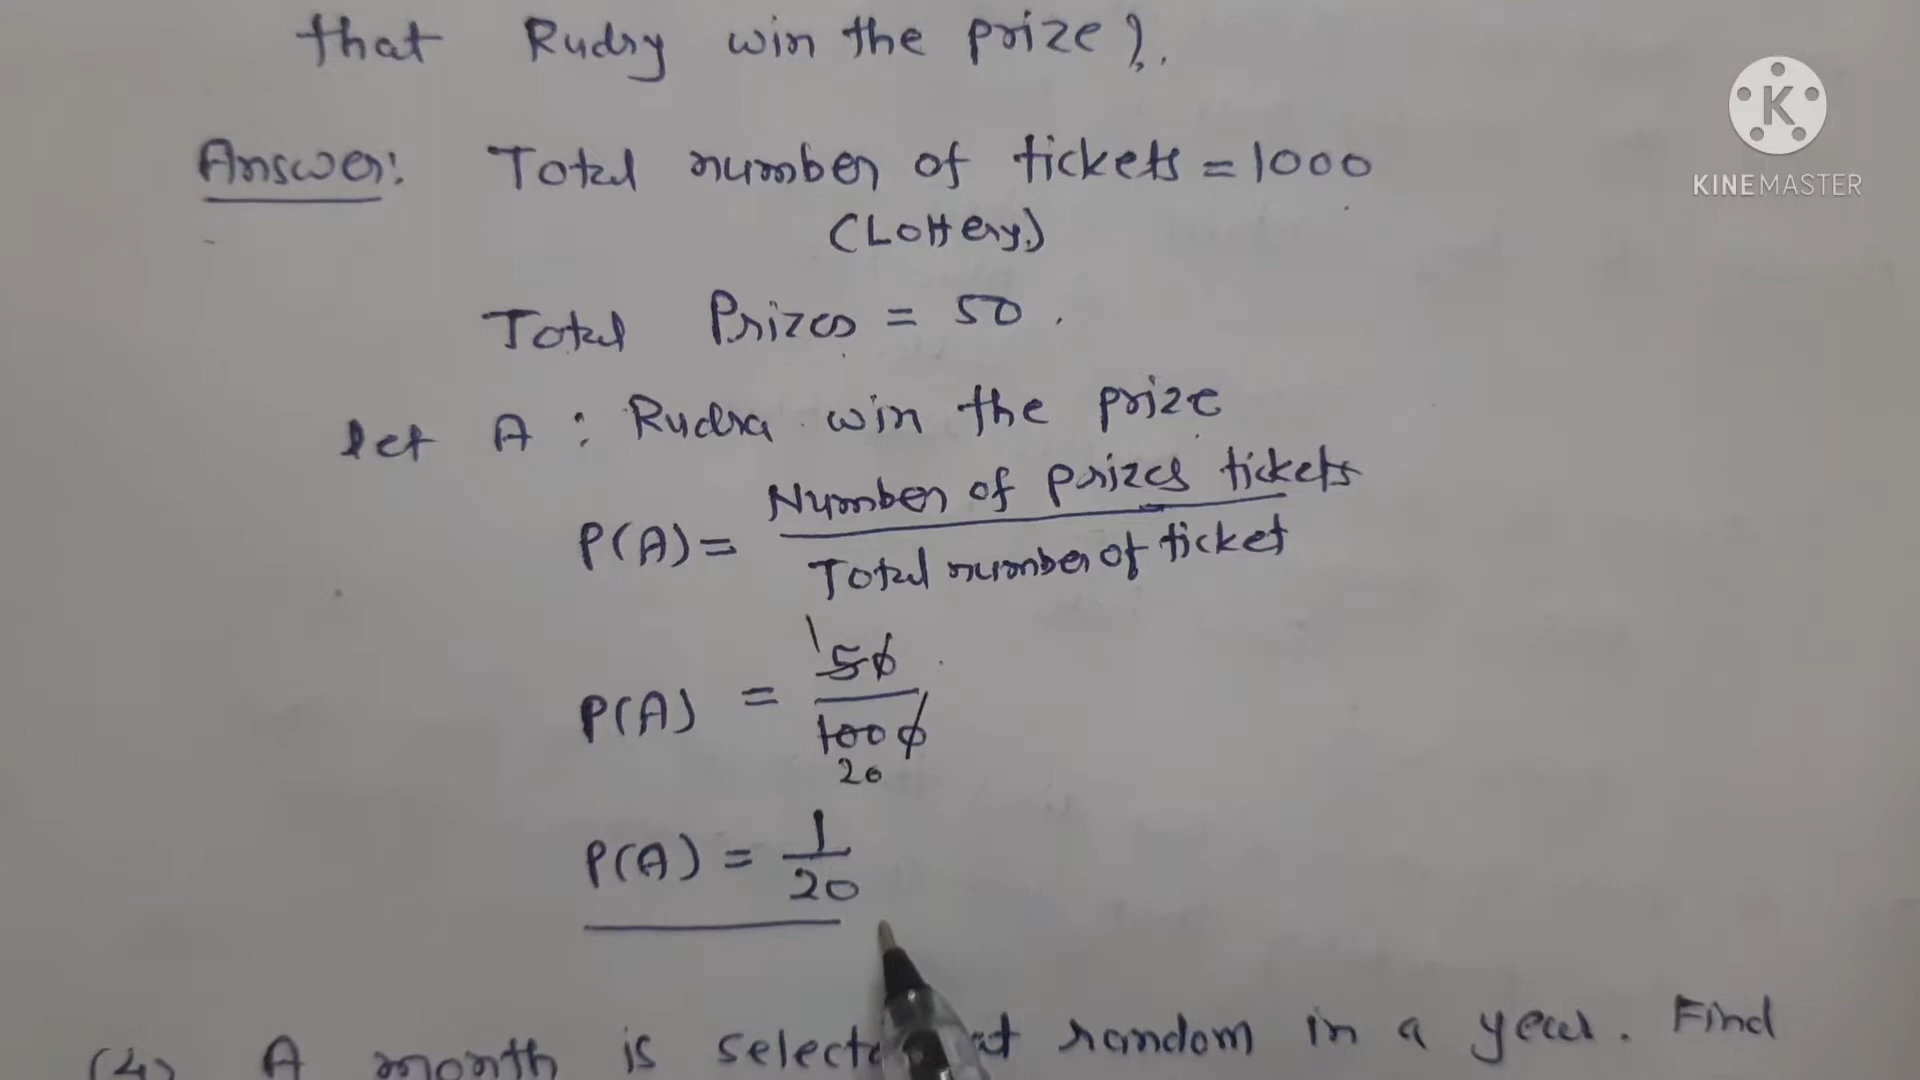 that Rudry win the prize?
K
KINEMASTER
Answer: Total number of tickets = 1000
(Lottery)
Total Prizes = 50.
let A : Rudra win the prize
P(A) = Number of prizes tickets
Total number of ticket
P(A) = 1 50
1000
20
P(A) = 1
20
(4) A month is select at random in a year. Find